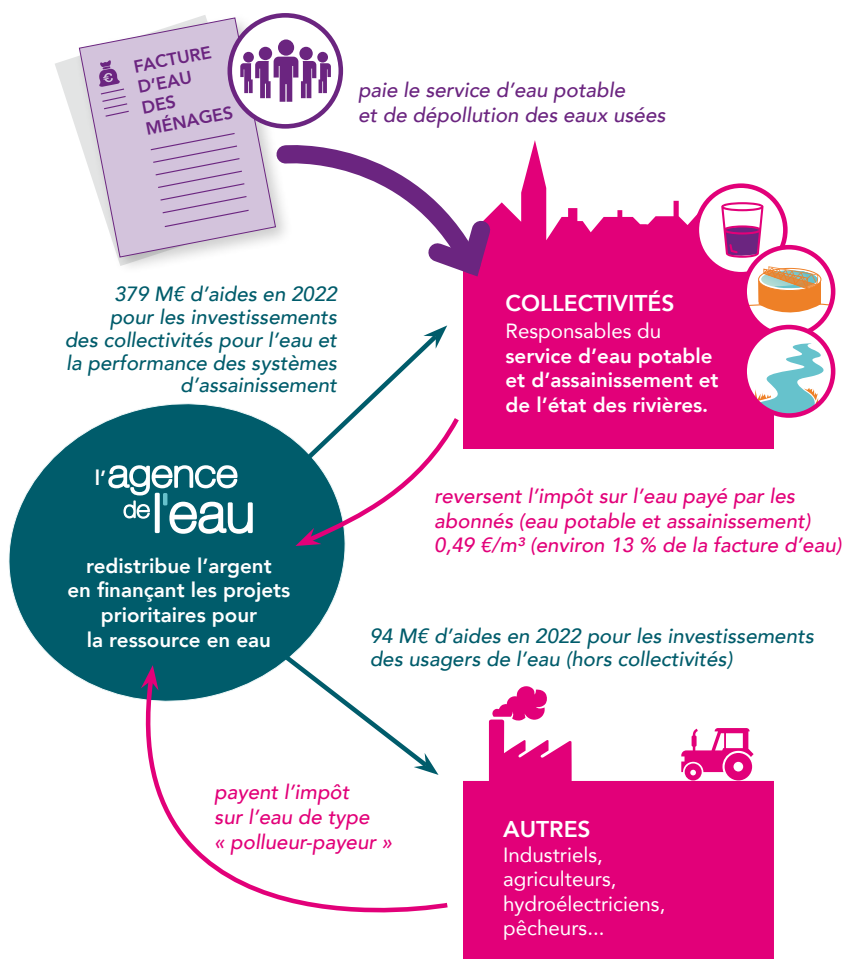 FACTURE
D'EAU
DES
MÉNAGES
paie le service d'eau potable
et de dépollution des eaux usées
379 M€ d'aides en 2022
pour les investissements
des collectivités pour l'eau et
la performance des systèmes
d'assainissement
COLLECTIVITÉS
Responsables du
service d'eau potable
et d'assainissement et
de l'état des rivières.
l'agence
de l'eau
redistribue l'argent
en finançant les projets
prioritaires pour
la ressource en eau
reversent l'impôt sur l'eau payé par les
abonnés (eau potable et assainissement)
0,49 €/m³ (environ 13 % de la facture d'eau)
94 M€ d'aides en 2022 pour les investissements
des usagers de l'eau (hors collectivités)
payent l'impôt
sur l'eau de type
« pollueur-payeur »
AUTRES
Industriels,
agriculteurs,
hydroélectriciens,
pêcheurs...